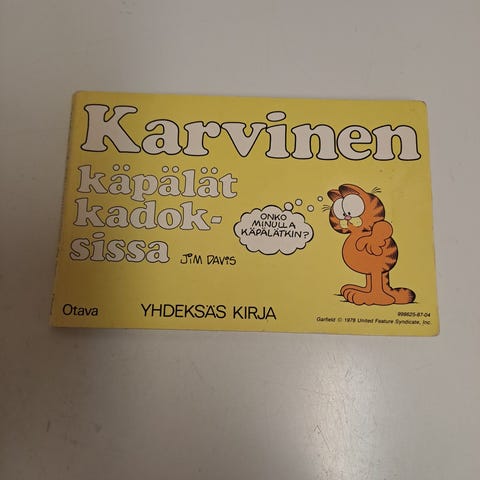 Karvinen
käpälät
kadok-
sissa
JIM DAVIS
ONKO
MINULLA
KÄPÄLÄTKIN?
Otava
YHDEKSÄS KIRJA
999625-87-04
Garfield © 1978 United Feature Syndicate, Inc.